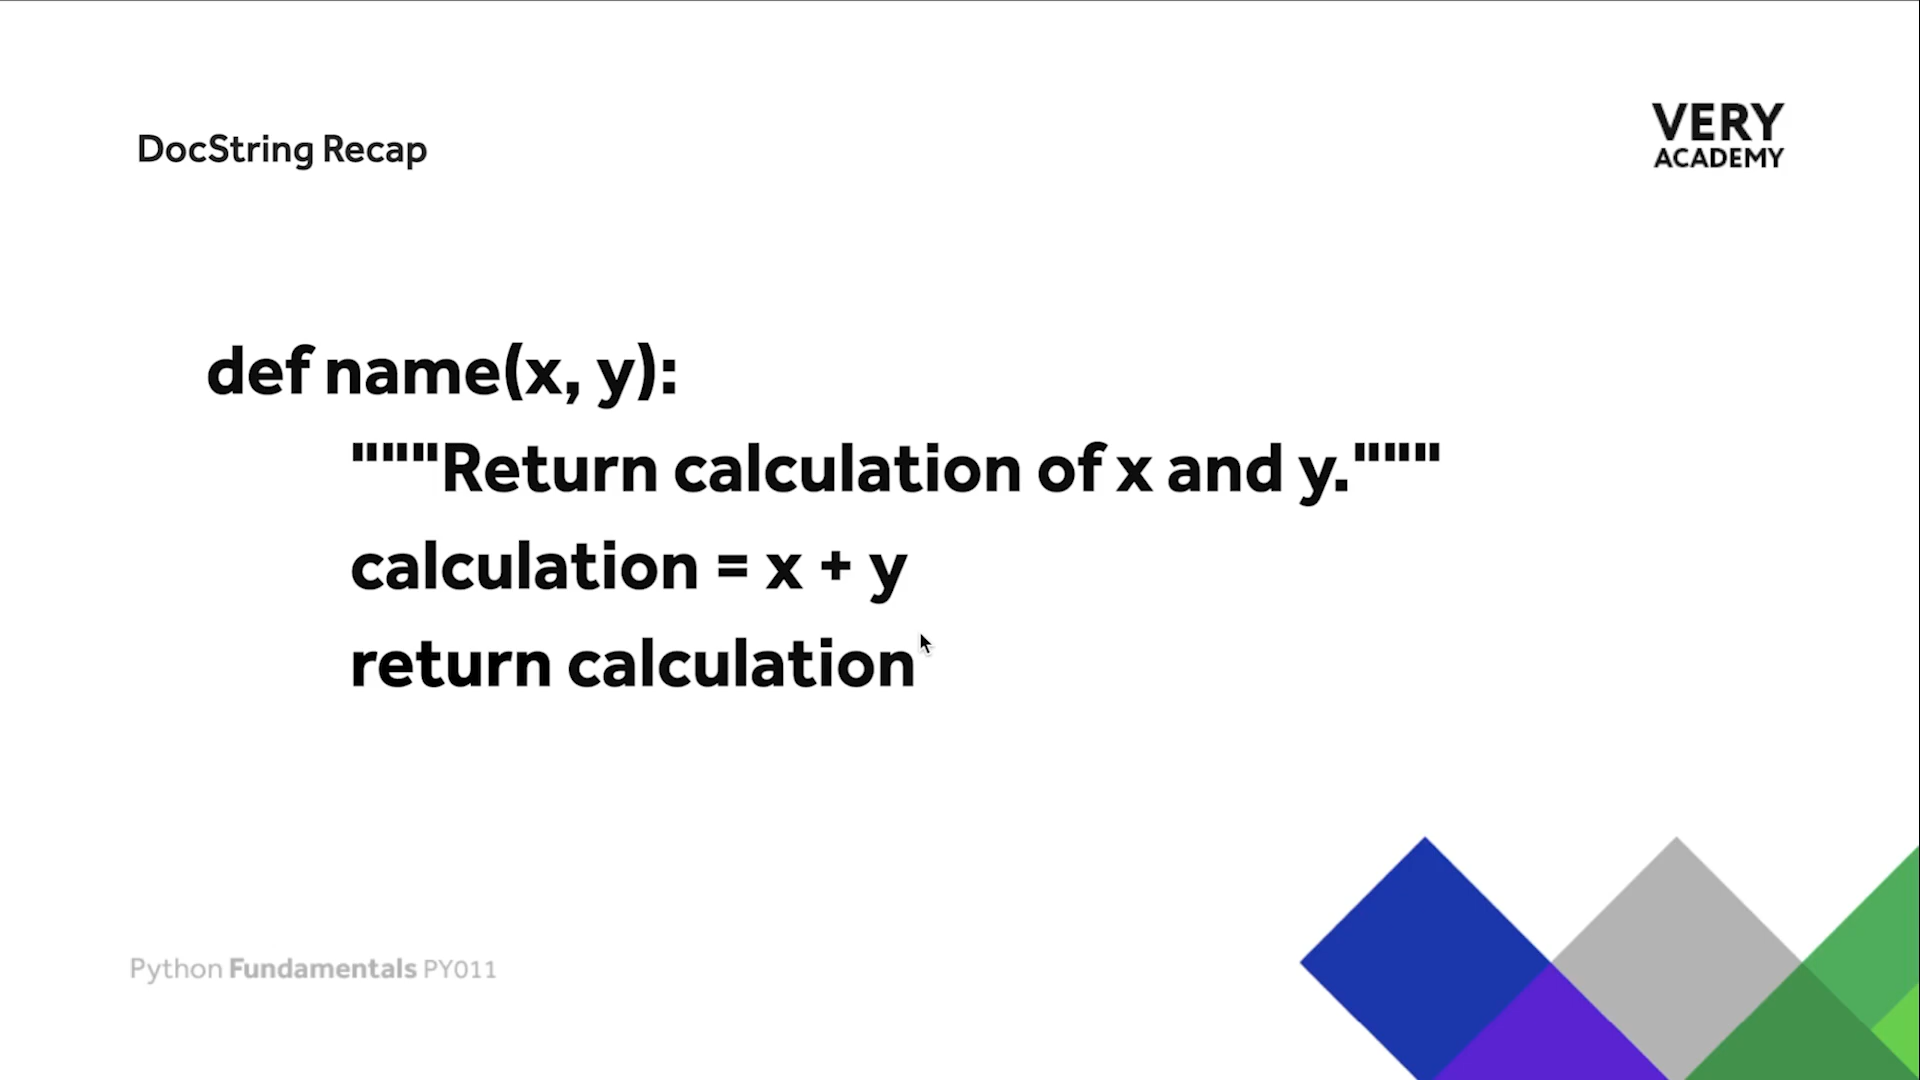 DocString Recap
VERY
ACADEMY
def name(x, y):
"""Return calculation of x and y."""
calculation = x + y
return calculation
Python Fundamentals PY011